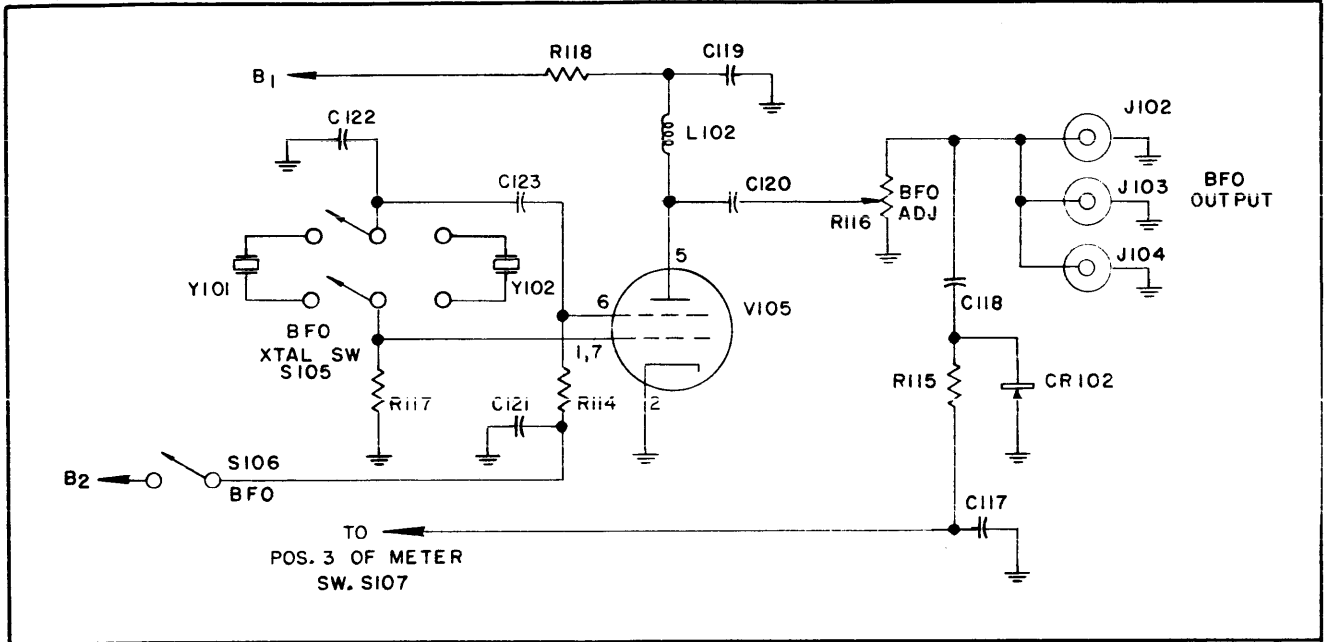 R118
C119
B1
J102
C122
L102
C123
C120
BFO
ADJ
J103
BFO
OUTPUT
R116
J104
5
Y101
Y102
6
V105
C118
BFO
XTAL SW
S105
1,7
R115
CR102
R117
C121
R114
2
S106
B2
BFO
C117
TO
POS. 3 OF METER
SW. S107